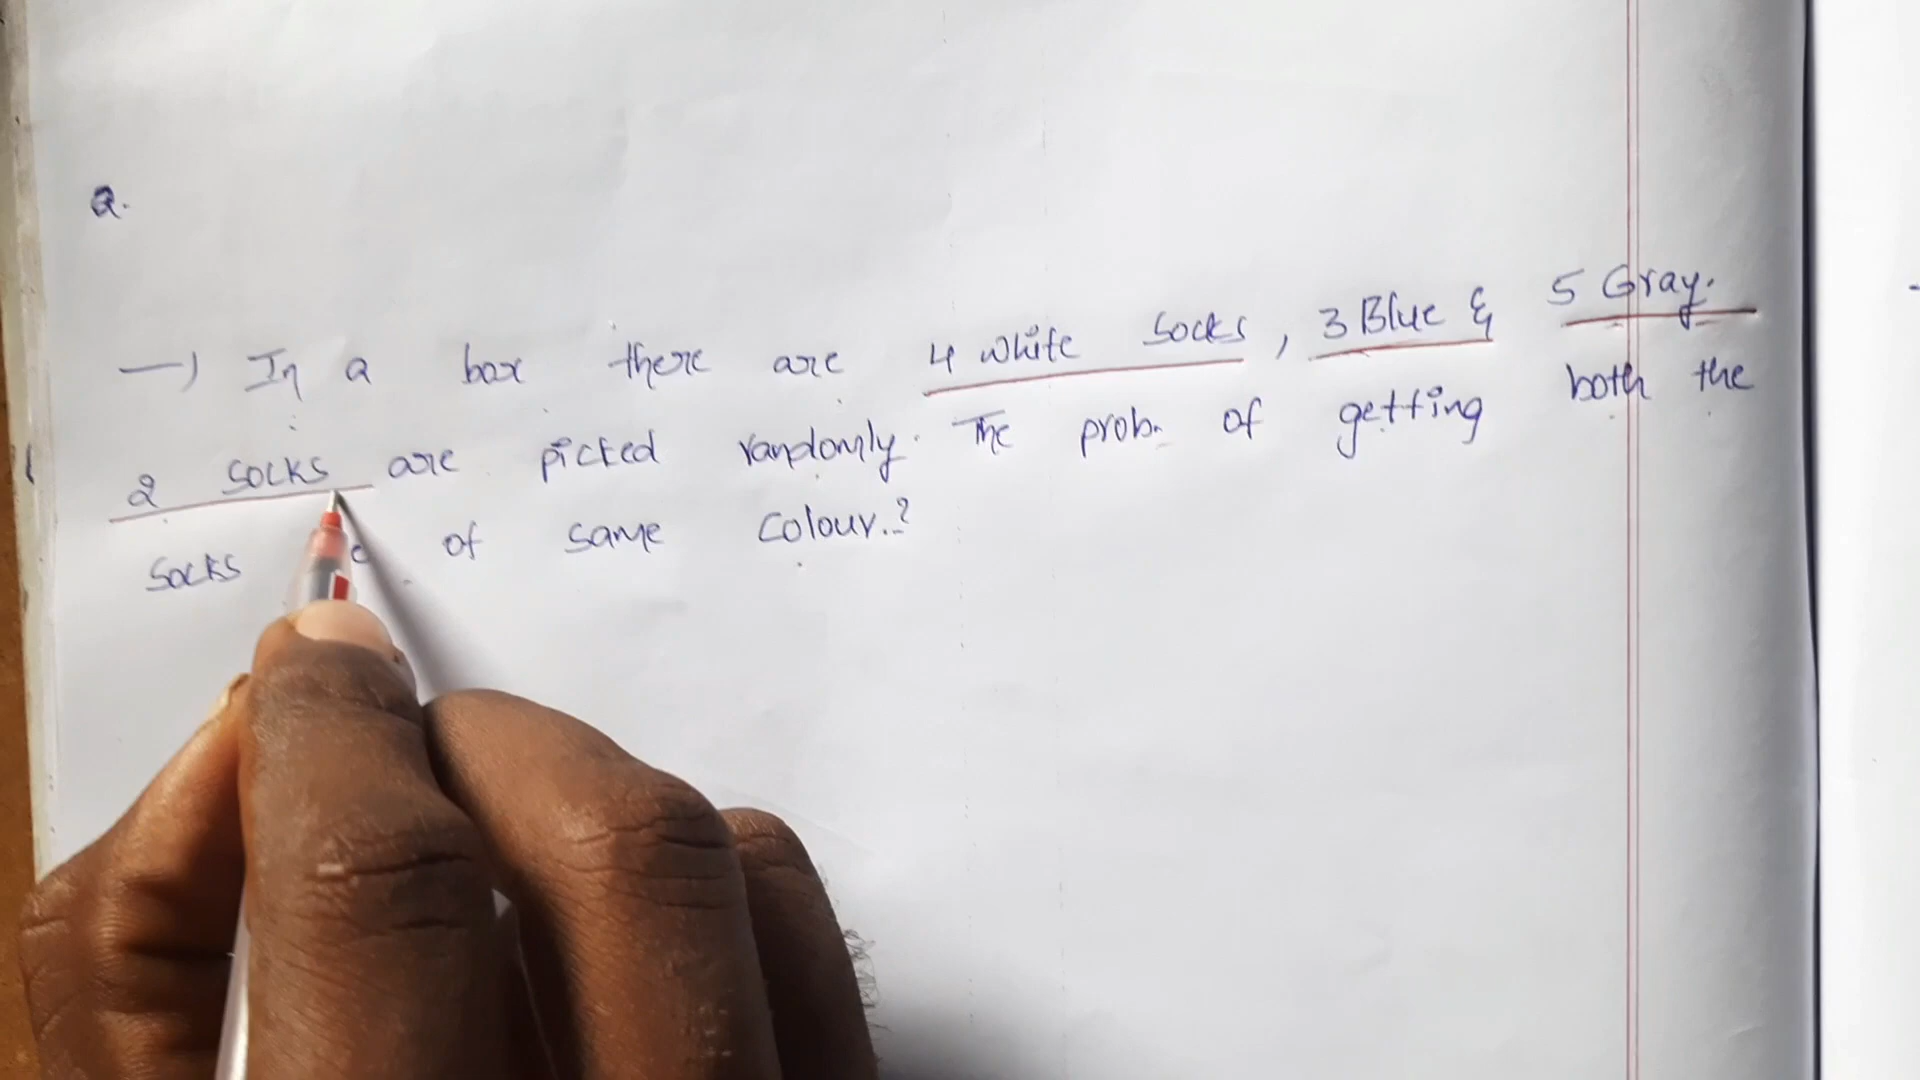 Q.
→ In a box there are 4 white socks, 3 Blue & 5 Gray.
2 socks are picked randomly. The prob. of getting both the
socks of same colour..?